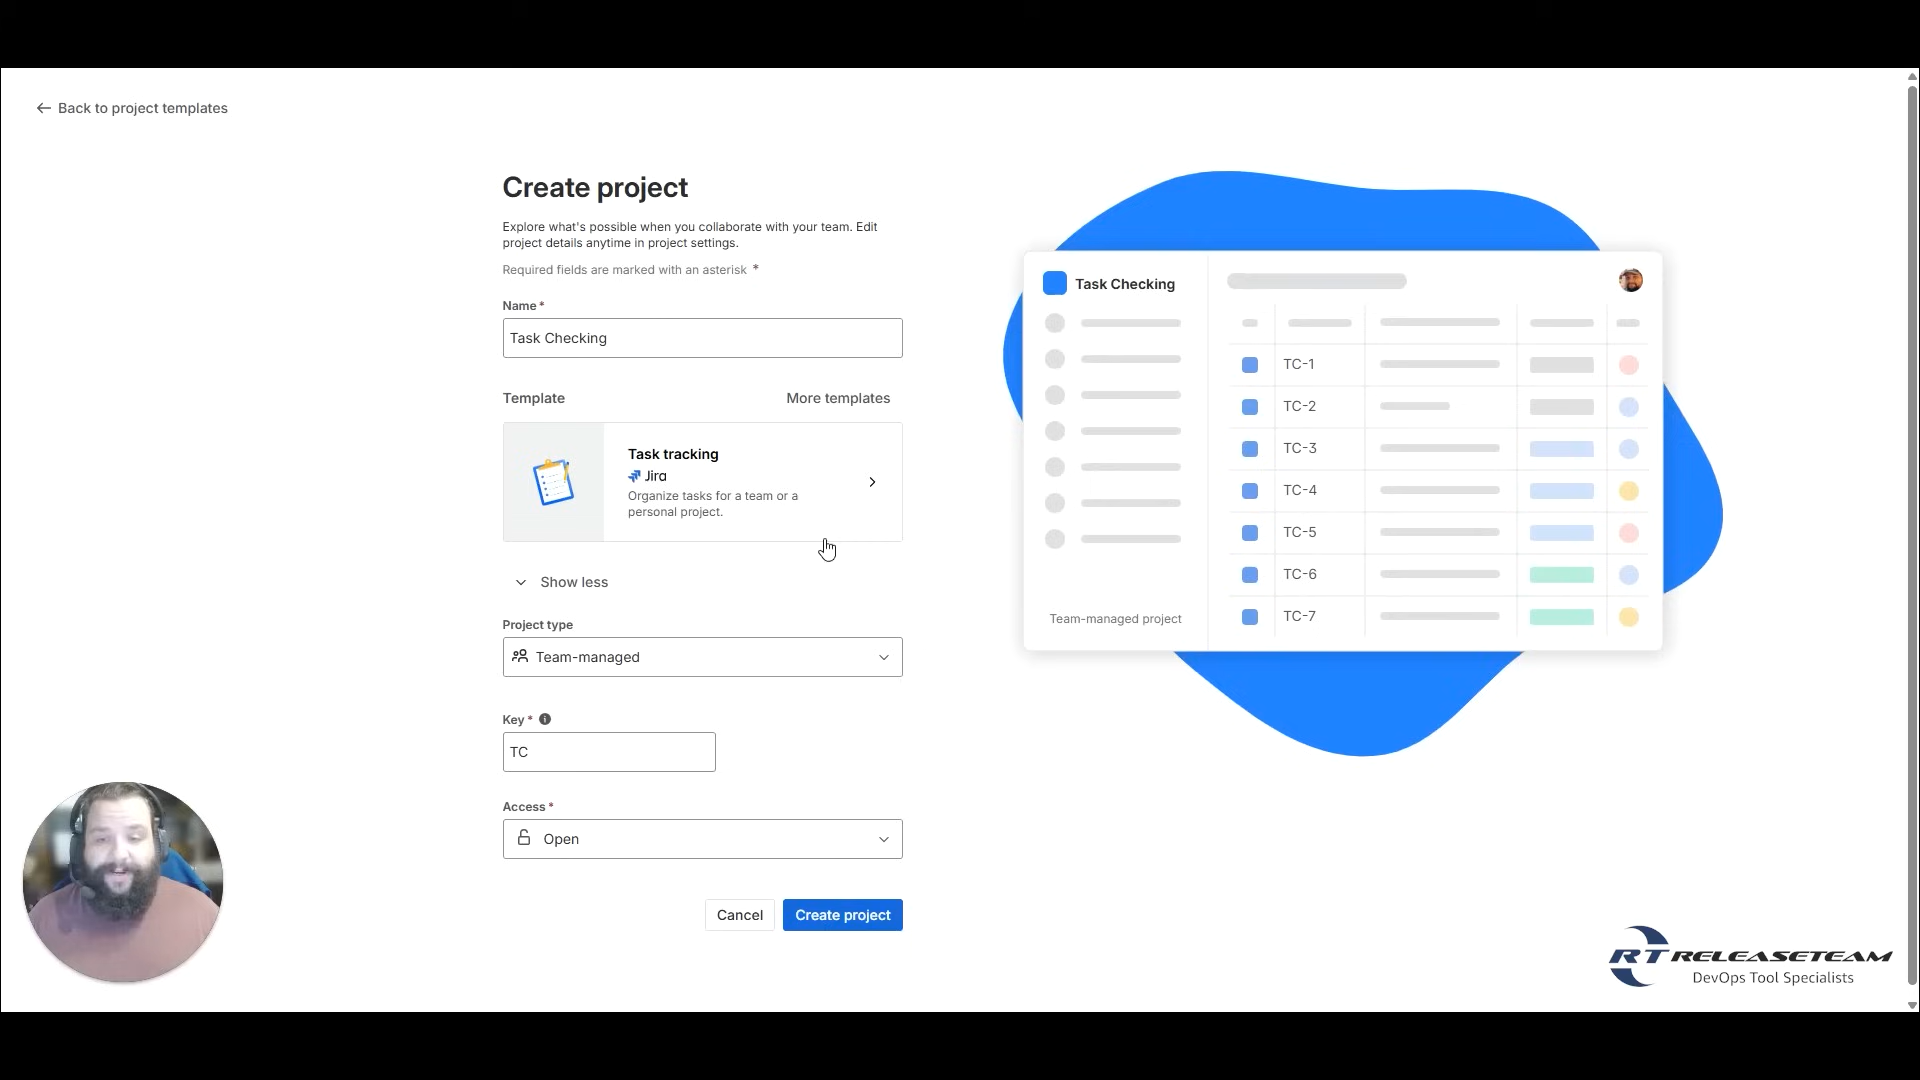 Back to project templates
Create project
Explore what's possible when you collaborate with your team. Edit
project details anytime in project settings.
Required fields are marked with an asterisk *
Name *
Task Checking
Template
More templates
Task tracking
Jira
Organize tasks for a team or a
personal project.
Show less
Project type
Team-managed
Key *
TC
Access *
Open
Cancel
Create project
Task Checking
TC-1
TC-2
TC-3
TC-4
TC-5
TC-6
TC-7
Team-managed project
RT RELEASETEAM
DevOps Tool Specialists